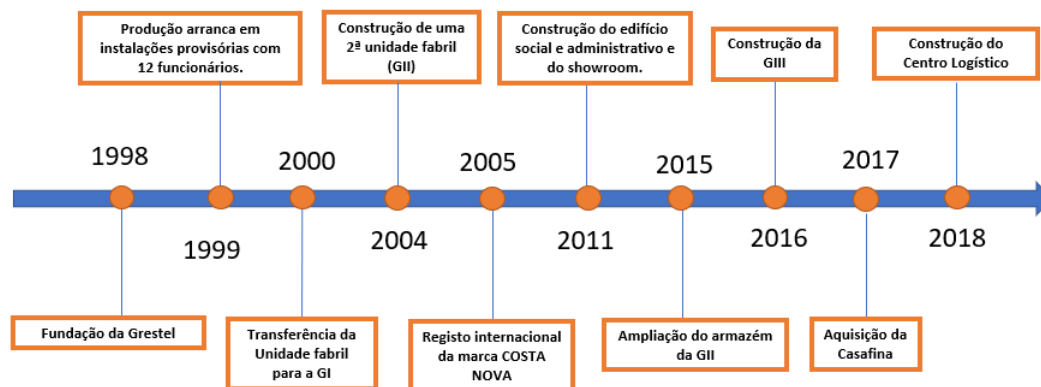 Produção arranca em
instalações provisórias com
12 funcionários.
Construção de uma
2ª unidade fabril
(GII)
Construção do edifício
social e administrativo e
do showroom.
Construção da
GIII
Construção do
Centro Logístico
1998
2000
2005
2015
2017
1999
2004
2011
2016
2018
Fundação da Grestel
Transferência da
Unidade fabril
para a GI
Registo internacional
da marca COSTA
NOVA
Ampliação do armazém
da GII
Aquisição da
Casafina